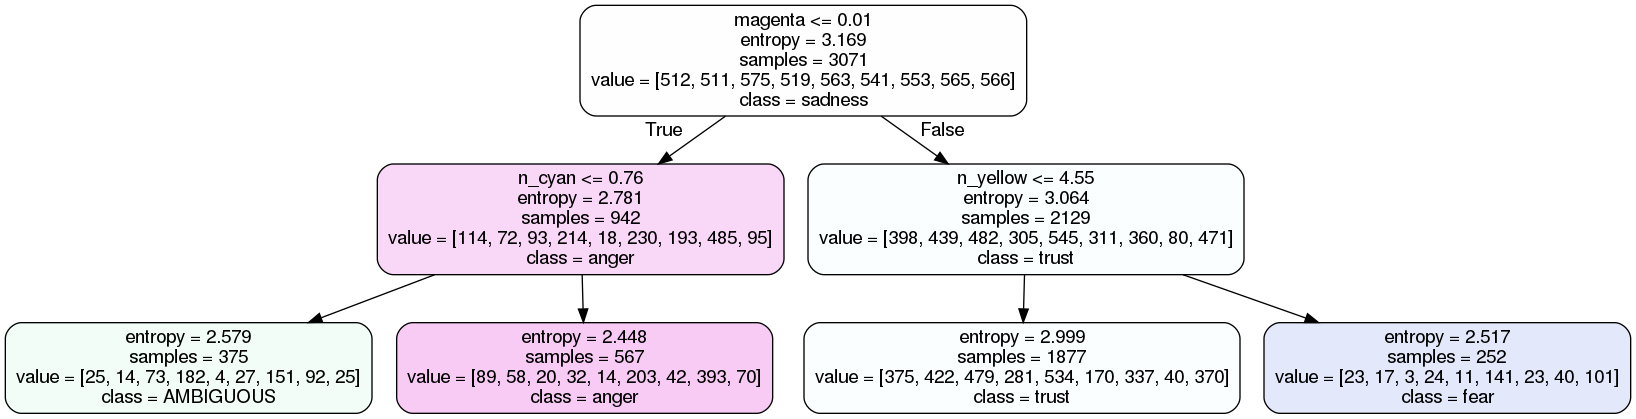 magenta <= 0.01
entropy = 3.169
samples = 3071
value = [512, 511, 575, 519, 563, 541, 553, 565, 566]
class = sadness
True
False
n_cyan <= 0.76
entropy = 2.781
samples = 942
value = [114, 72, 93, 214, 18, 230, 193, 485, 95]
class = anger
n_yellow <= 4.55
entropy = 3.064
samples = 2129
value = [398, 439, 482, 305, 545, 311, 360, 80, 471]
class = trust
entropy = 2.579
samples = 375
value = [25, 14, 73, 182, 4, 27, 151, 92, 25]
class = AMBIGUOUS
entropy = 2.448
samples = 567
value = [89, 58, 20, 32, 14, 203, 42, 393, 70]
class = anger
entropy = 2.999
samples = 1877
value = [375, 422, 479, 281, 534, 170, 337, 40, 370]
class = trust
entropy = 2.517
samples = 252
value = [23, 17, 3, 24, 11, 141, 23, 40, 101]
class = fear